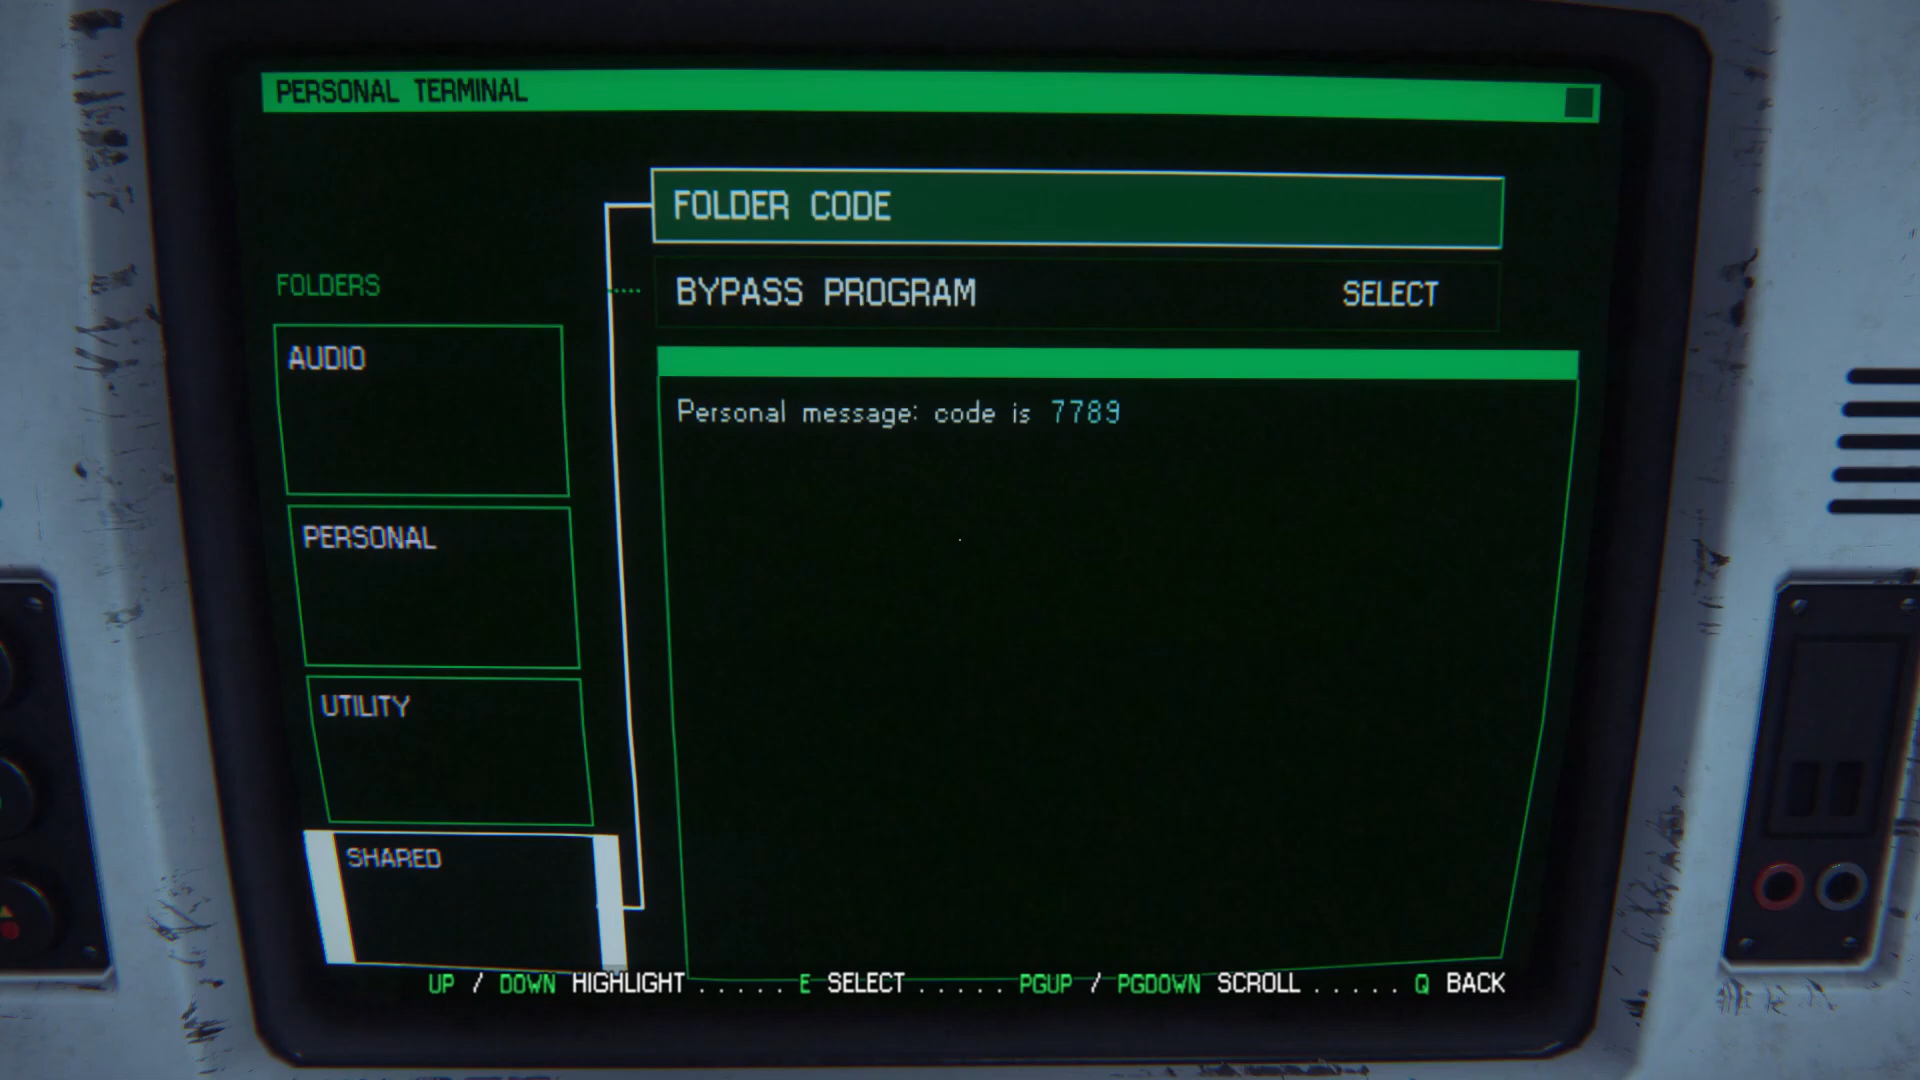 PERSONAL TERMINAL
FOLDER CODE
BYPASS PROGRAM SELECT
FOLDERS
AUDIO
PERSONAL
UTILITY
SHARED
Personal message: code is 7789
UP / DOWN HIGHLIGHT ..... E SELECT ..... PGUP / PGDOWN SCROLL ..... Q BACK